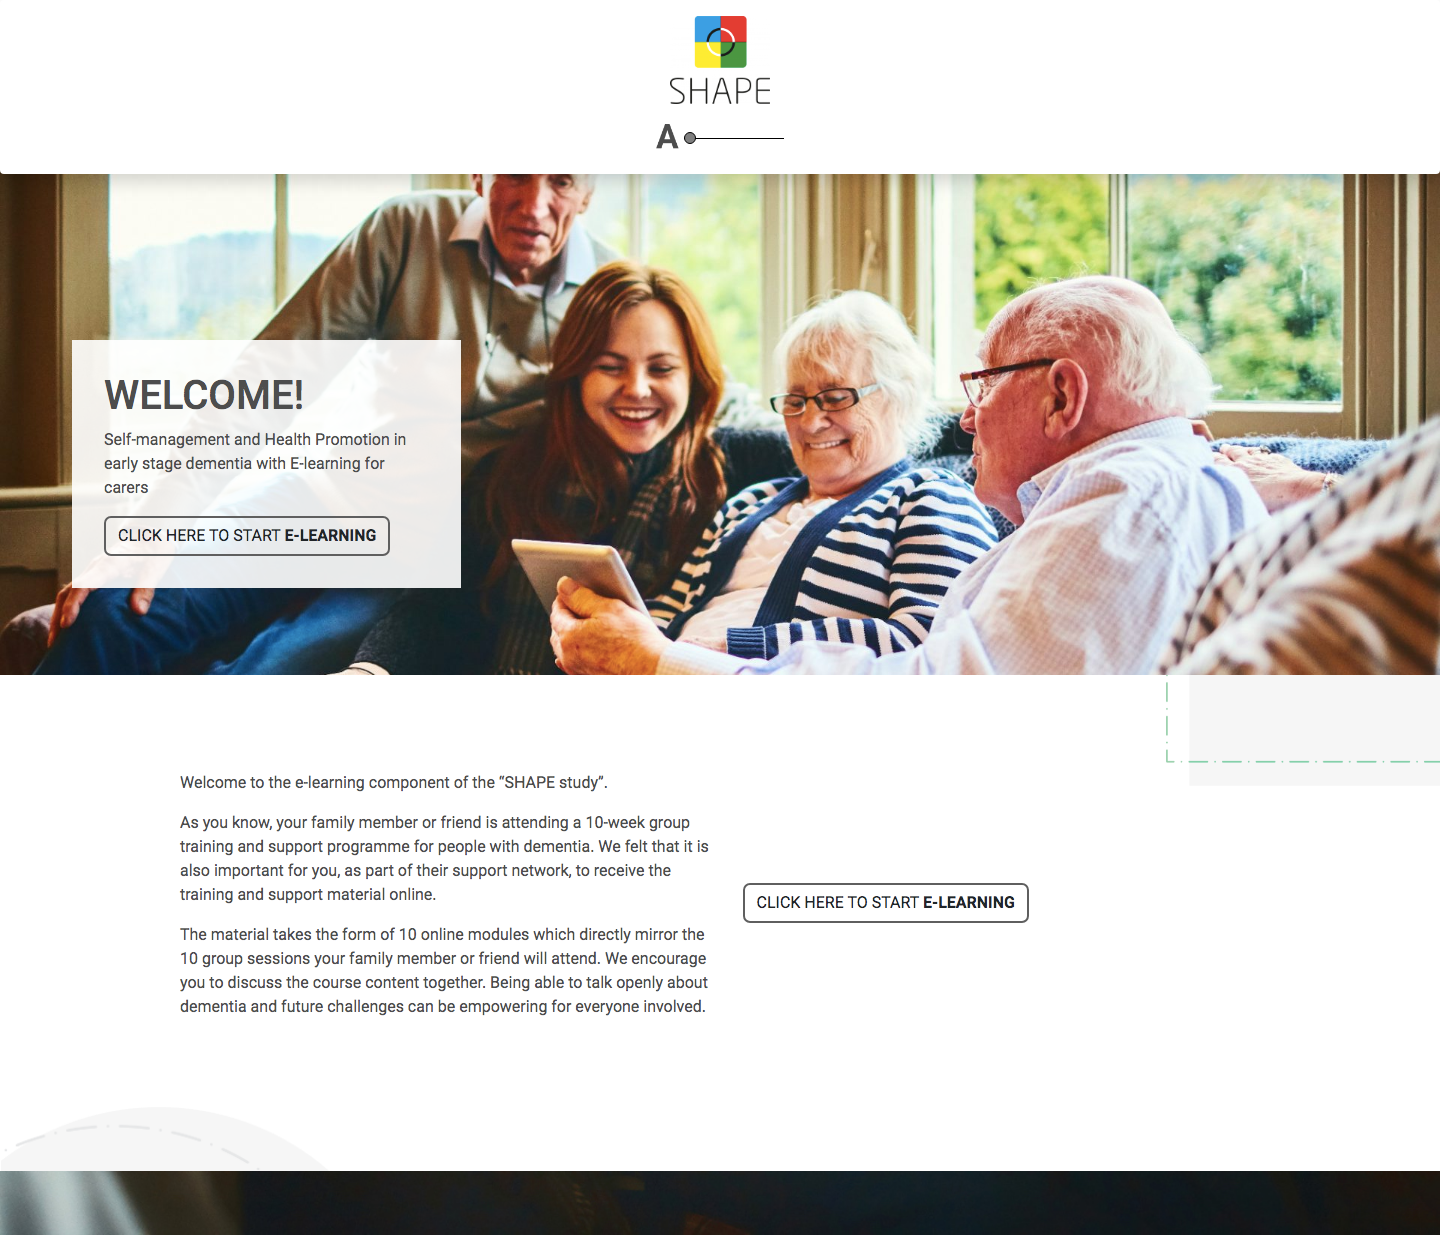 SHAPE
A
WELCOME!
Self-management and Health Promotion in
early stage dementia with E-learning for
carers
CLICK HERE TO START E-LEARNING
Welcome to the e-learning component of the “SHAPE study”.
As you know, your family member or friend is attending a 10-week group
training and support programme for people with dementia. We felt that it is
also important for you, as part of their support network, to receive the
training and support material online.
CLICK HERE TO START E-LEARNING
The material takes the form of 10 online modules which directly mirror the
10 group sessions your family member or friend will attend. We encourage
you to discuss the course content together. Being able to talk openly about
dementia and future challenges can be empowering for everyone involved.